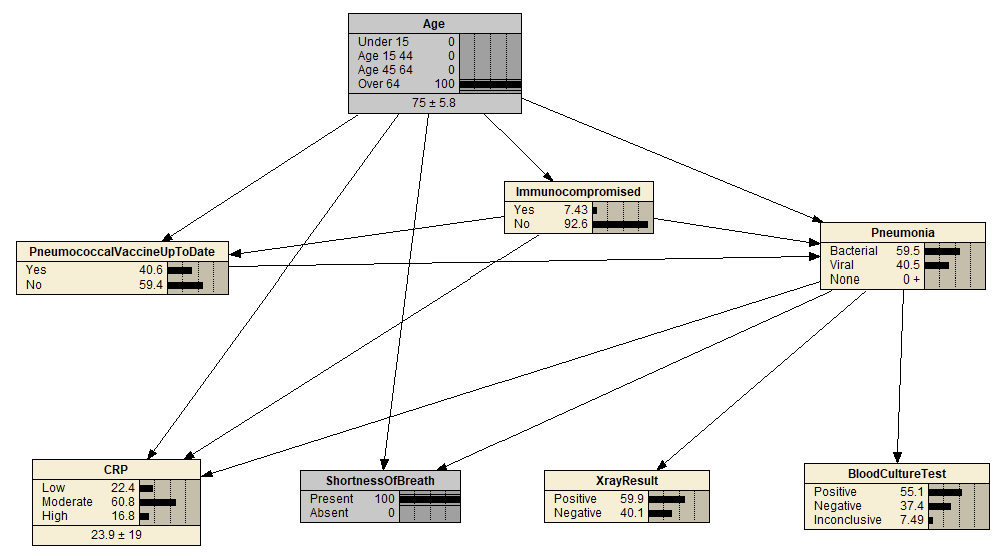 Age
Under 15 0
Age 15 44 0
Age 45 64 0
Over 64 100
75 ± 5.8
Immunocompromised
Yes 7.43
No 92.6
Pneumonia
Bacterial 59.5
Viral 40.5
None 0 +
PneumococcalVaccineUpToDate
Yes 40.6
No 59.4
CRP
Low 22.4
Moderate 60.8
High 16.8
23.9 ± 19
ShortnessOfBreath
Present 100
Absent 0
XrayResult
Positive 59.9
Negative 40.1
BloodCultureTest
Positive 55.1
Negative 37.4
Inconclusive 7.49